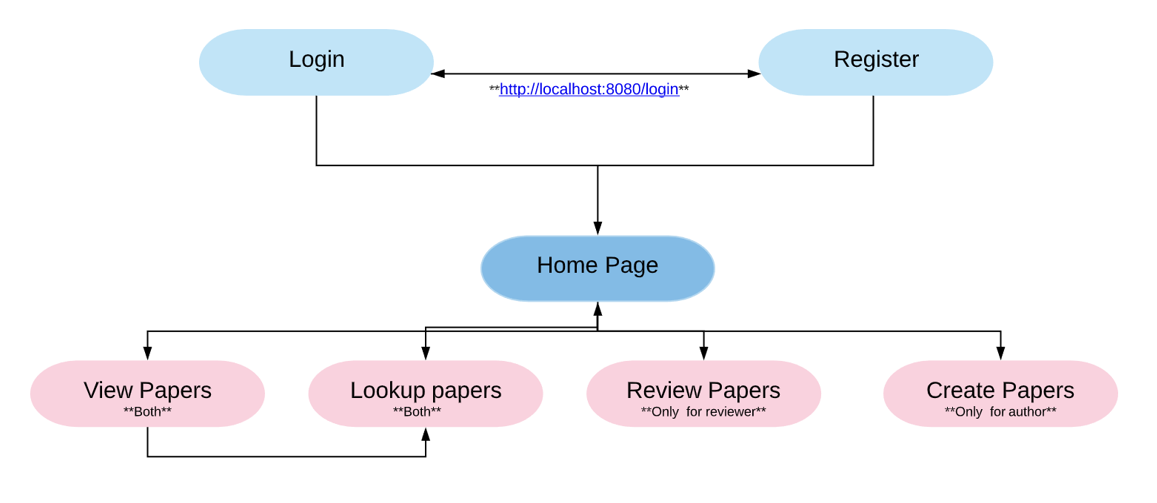 Login
Register
**http://localhost:8080/login**
Home Page
View Papers
**Both**
Lookup papers
**Both**
Review Papers
**Only for reviewer**
Create Papers
**Only for author**